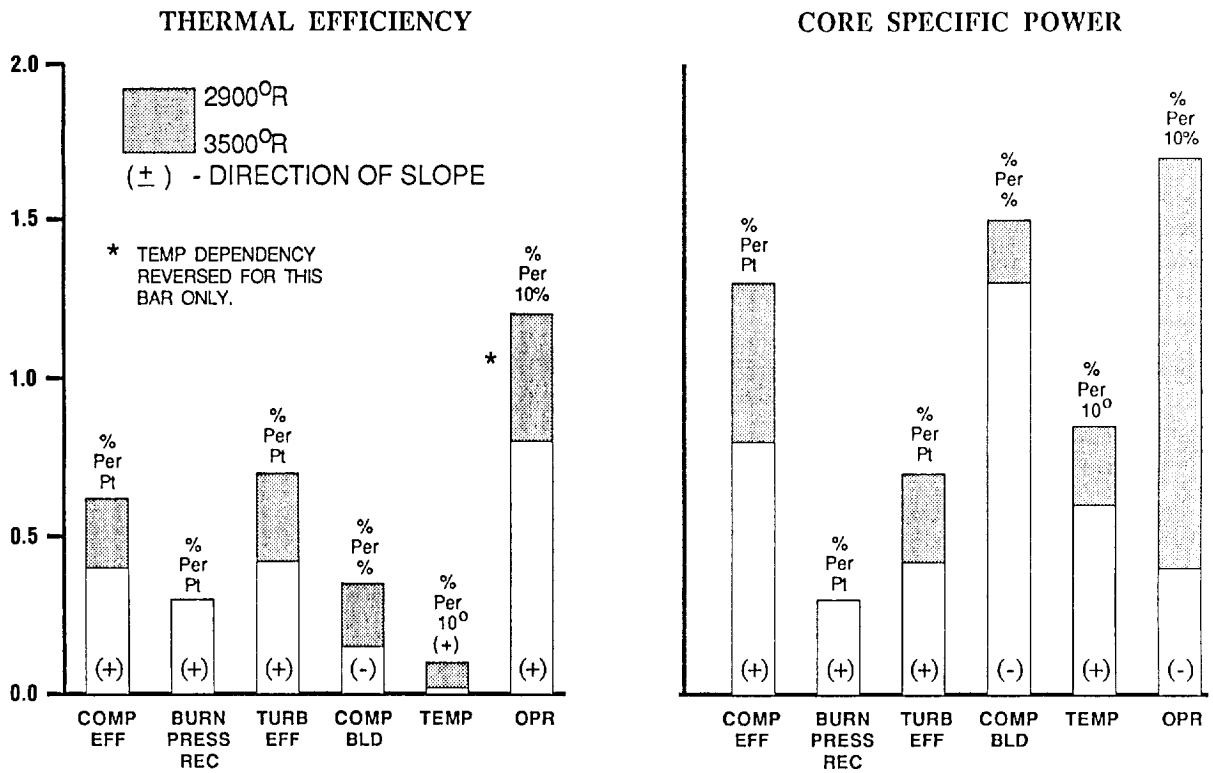 THERMAL EFFICIENCY
2.0
1.5
1.0
0.5
0.0
2900°R
3500°R
(±) - DIRECTION OF SLOPE
* TEMP DEPENDENCY
REVERSED FOR THIS
BAR ONLY.
%
Per
Pt
(+)
COMP
EFF
%
Per
Pt
(+)
BURN
PRESS
REC
%
Per
Pt
(+)
TURB
EFF
%
Per
%
(-)
COMP
BLD
%
Per
10°
(+)
TEMP
%
Per
10%
*
(+)
OPR
CORE SPECIFIC POWER
%
Per
Pt
(+)
COMP
EFF
%
Per
Pt
(+)
BURN
PRESS
REC
%
Per
Pt
(+)
TURB
EFF
%
Per
%
(-)
COMP
BLD
%
Per
10°
(+)
TEMP
%
Per
10%
(-)
OPR